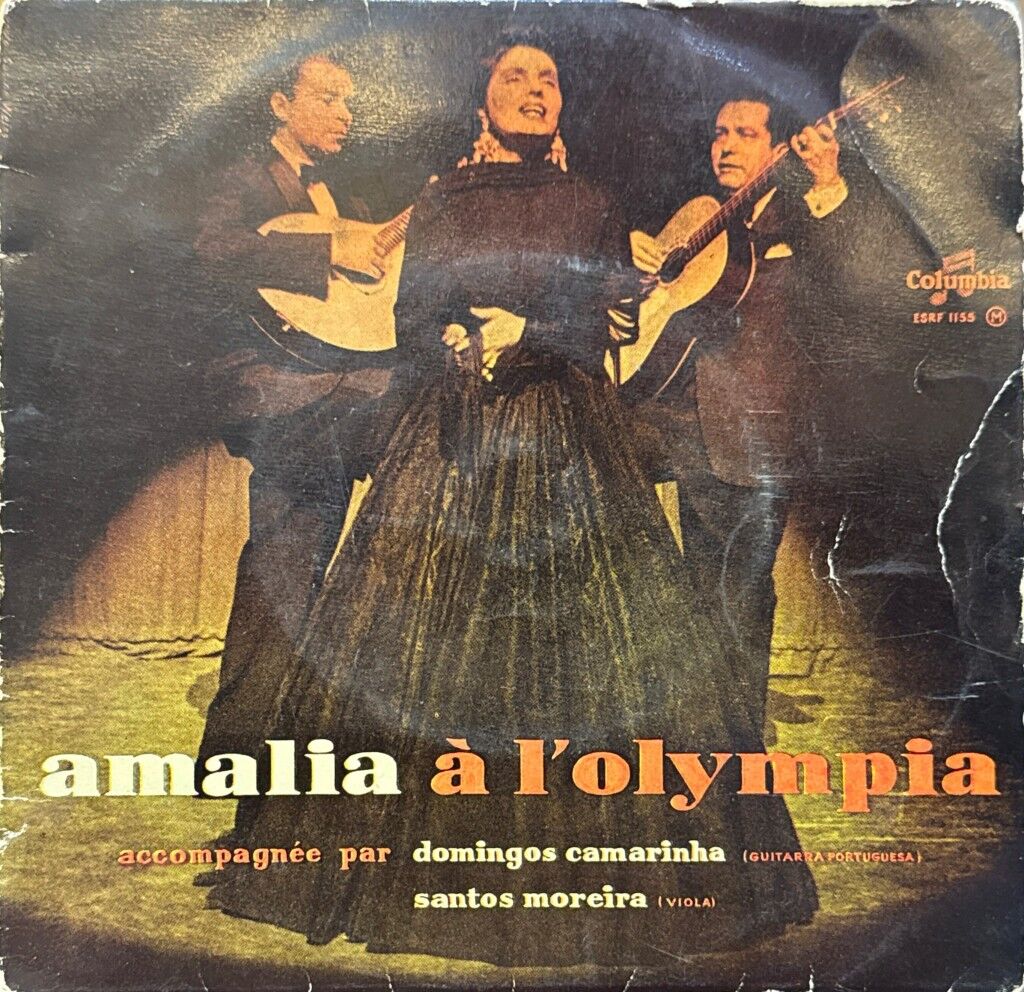 Columbia
ESRF 1155 M
amalia à l'olympia
accompagnée par domingos camarinha (GUITARRA PORTUGUESA)
santos moreira (VIOLA)